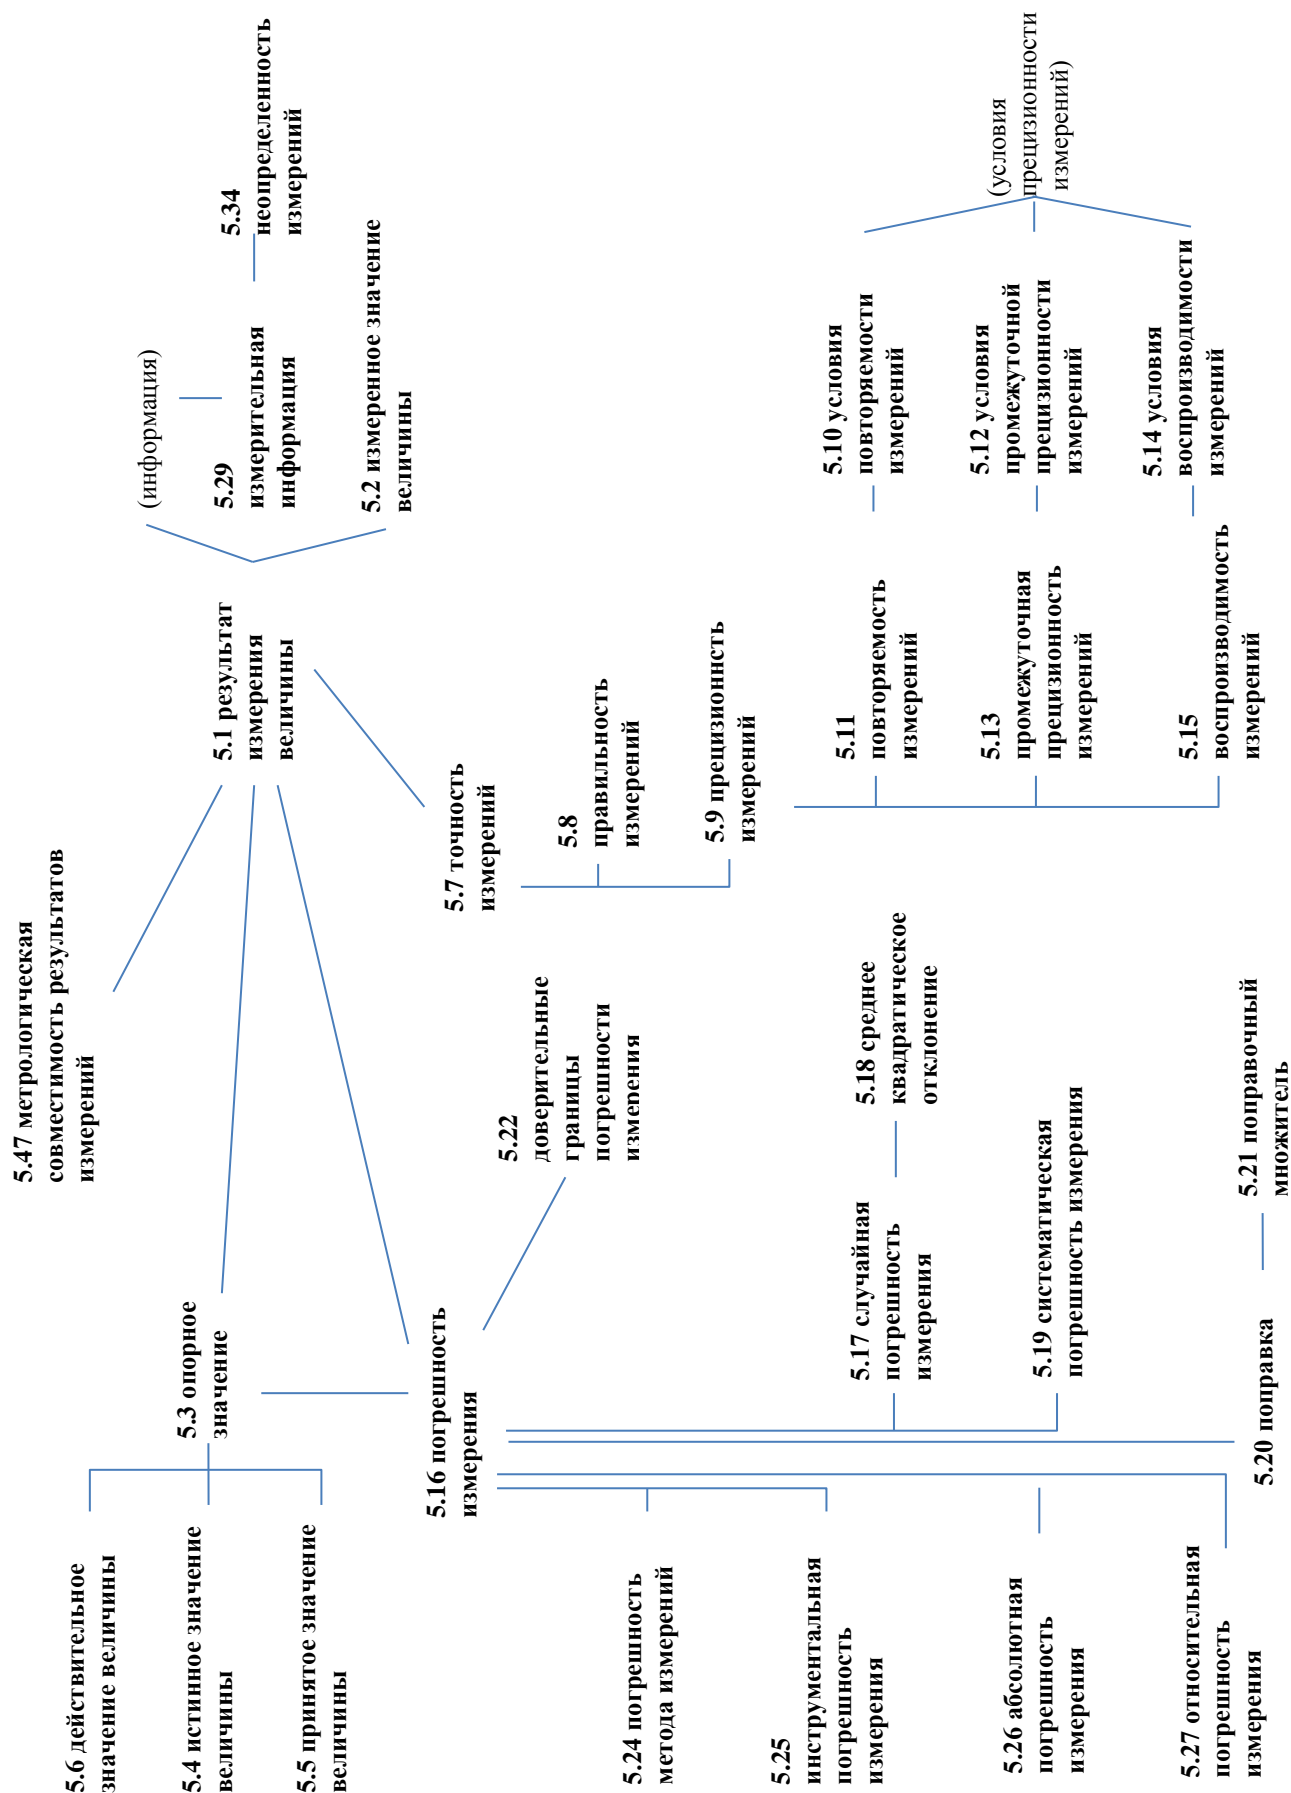 5.47 метрологическая
совместимость результатов
измерений
5.6 действительное
значение величины
5.4 истинное значение
величины
5.5 принятое значение
величины
5.3 опорное
значение
5.1 результат
измерения
величины
(информация)
5.29
измерительная
информация
5.34
неопределенность
измерений
5.2 измеренное значение
величины
5.16 погрешность
измерения
5.22
доверительные
границы
погрешности
измерения
5.7 точность
измерений
5.8
правильность
измерений
5.9 прецизионнсть
измерений
5.24 погрешность
метода измерений
5.25
инструментальная
погрешность
измерения
5.26 абсолютная
погрешность
измерения
5.27 относительная
погрешность
измерения
5.17 случайная
погрешность
измерения
5.18 среднее
квадратическое
отклонение
5.19 систематическая
погрешность измерения
5.20 поправка
5.21 поправочный
множитель
5.11
повторяемость
измерений
5.10 условия
повторяемости
измерений
5.13
промежуточная
прецизионность
измерений
5.12 условия
промежуточной
прецизионности
измерений
5.15
воспроизводимость
измерений
5.14 условия
воспроизводимости
измерений
(условия
прецизионности
измерений)